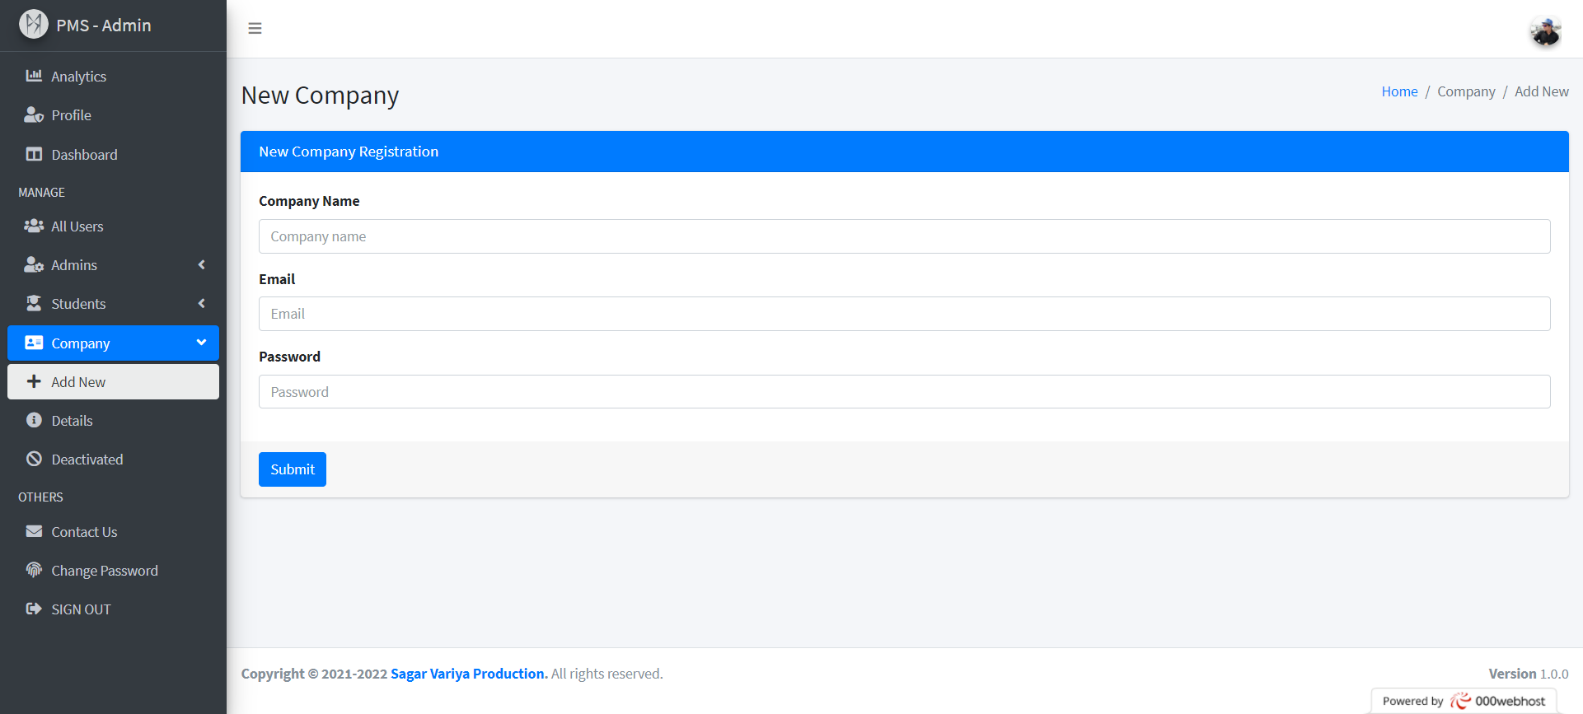 PMS - Admin
Analytics
Profile
Dashboard
MANAGE
All Users
Admins
Students
Company
Add New
Details
Deactivated
OTHERS
Contact Us
Change Password
SIGN OUT
New Company
Home / Company / Add New
New Company Registration
Company Name
Company name
Email
Email
Password
Password
Submit
Copyright © 2021-2022 Sagar Variya Production. All rights reserved.
Version 1.0.0
Powered by 000webhost